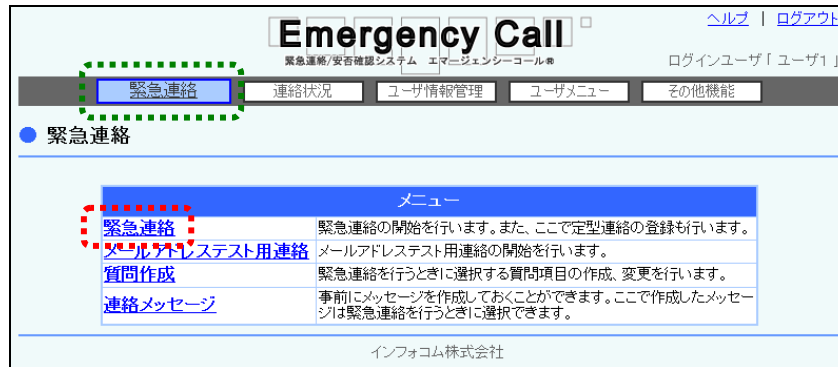 Emergency Call
ヘルプ | ログアウト
緊急連絡/安否確認システム エマージェンシーコール®
ログインユーザ「 ユーザ1 」
緊急連絡 連絡状況 ユーザ情報管理 ユーザメニュー その他機能
緊急連絡
メニュー
緊急連絡 緊急連絡の開始を行います。また、ここで定型連絡の登録も行います。
メールアドレステスト用連絡 メールアドレステスト用連絡の開始を行います。
質問作成 緊急連絡を行うときに選択する質問項目の作成、変更を行います。
連絡メッセージ 事前にメッセージを作成しておくことができます。ここで作成したメッセー
ジは緊急連絡を行うときに選択できます。
インフォコム株式会社